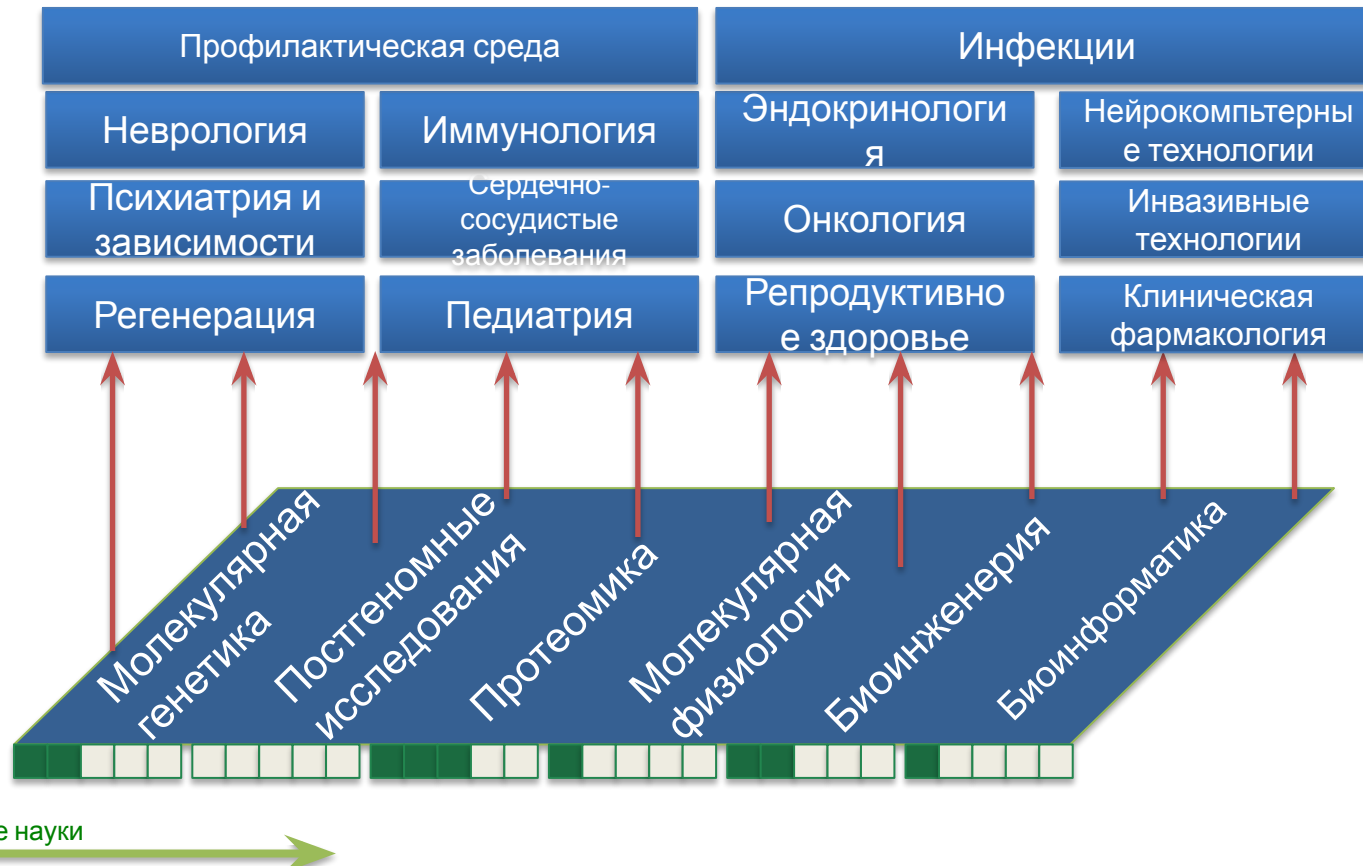 Профилактическая среда
Инфекции
Неврология
Иммунология
Эндокринологи
я
Нейрокомпьтерны
е технологии
Психиатрия и
зависимости
Сердечно-
сосудистые
заболевания
Онкология
Инвазивные
технологии
Регенерация
Педиатрия
Репродуктивно
е здоровье
Клиническая
фармакология
Молекулярная
генетика
Постгеномные
исследования
Протеомика
Молекулярная
физиология
Биоинженерия
Биоинформатика
е науки